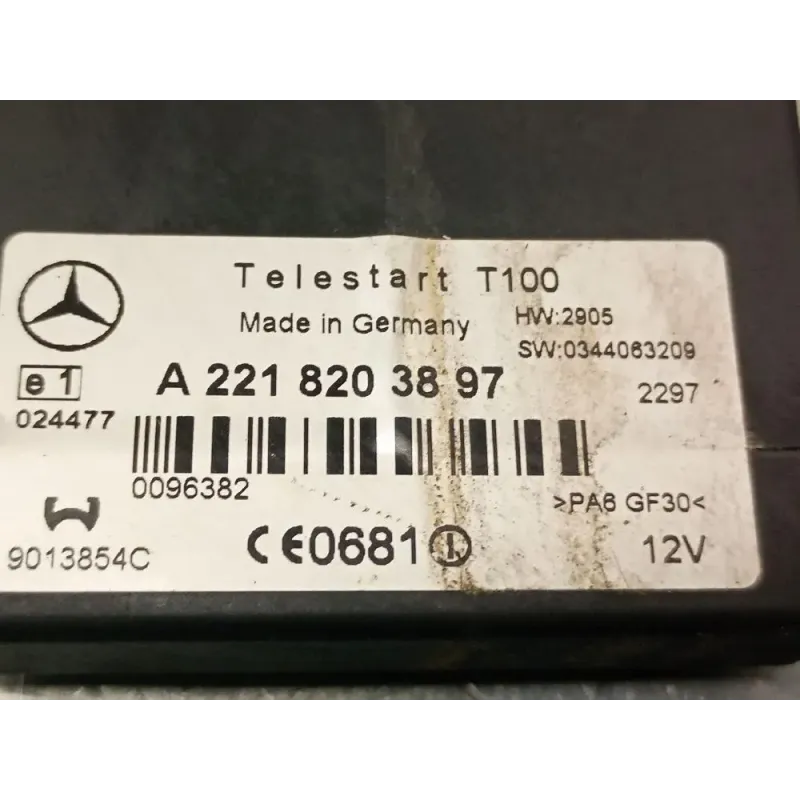 Telestart T100
Made in Germany
HW:2905
SW:0344063209
e1
A 221 820 38 97
2297
024477
0096382
>PA6 GF30<
9013854C
CE0681
12V